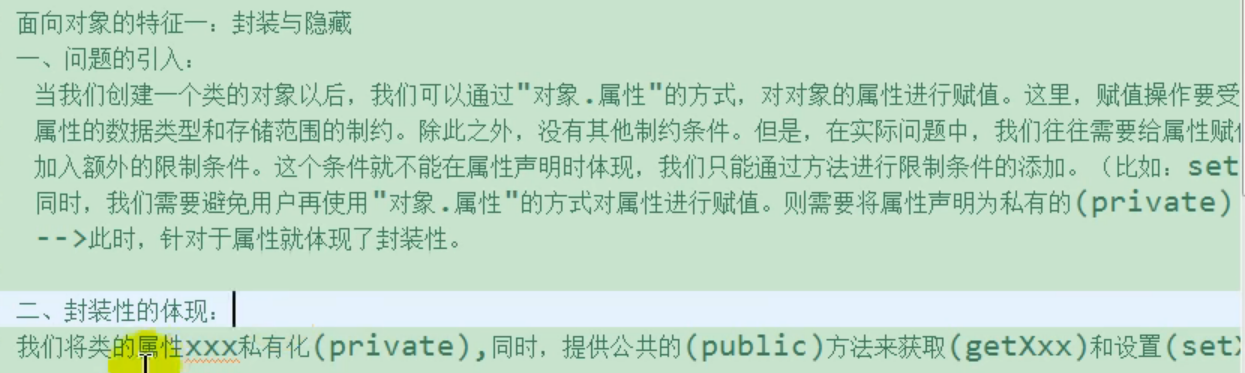 面向对象的特征一：封装与隐藏
一、问题的引入：
当我们创建一个类的对象以后，我们可以通过"对象.属性"的方式，对对象的属性进行赋值。这里，赋值操作要受
属性的数据类型和存储范围的制约。除此之外，没有其他制约条件。但是，在实际问题中，我们往往需要给属性赋
加入额外的限制条件。这个条件就不能在属性声明时体现，我们只能通过方法进行限制条件的添加。（比如：set
同时，我们需要避免用户再使用"对象.属性"的方式对属性进行赋值。则需要将属性声明为私有的(private)
-->此时，针对于属性就体现了封装性。
二、封装性的体现：
我们将类的属性xxx私有化(private),同时，提供公共的(public)方法来获取(getXxx)和设置(set